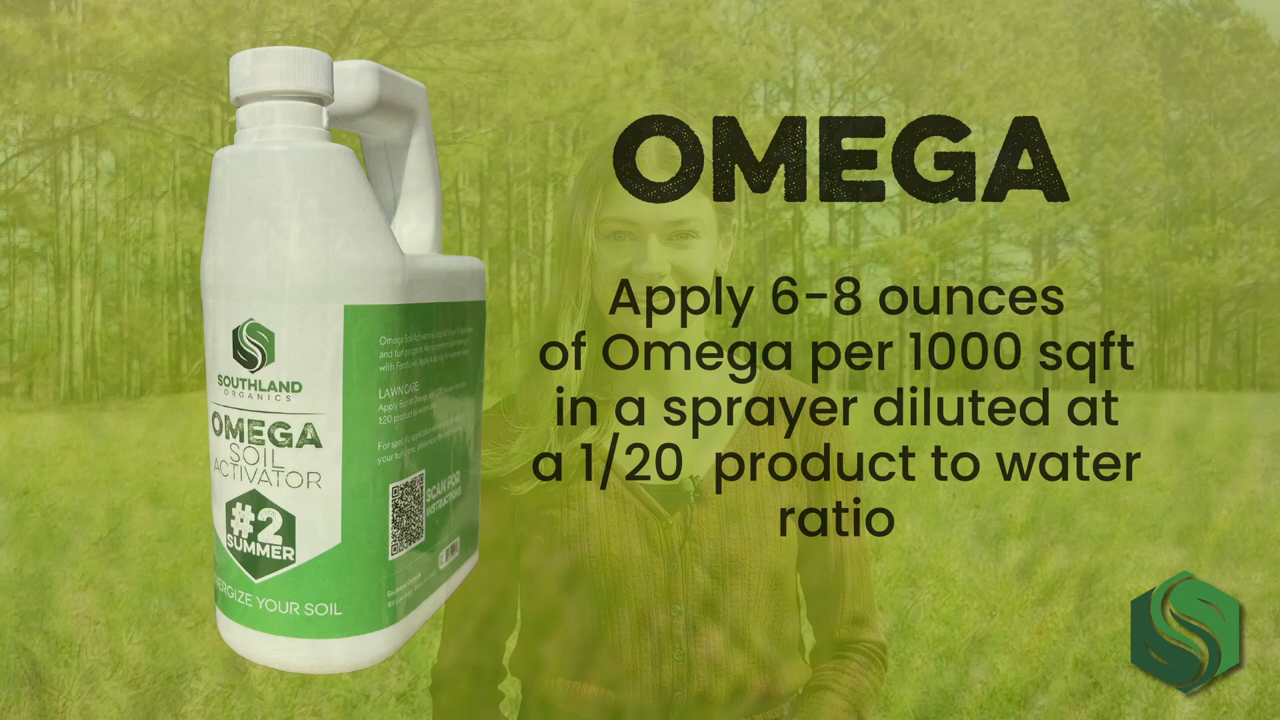 OMEGA
Apply 6-8 ounces
of Omega per 1000 sqft
in a sprayer diluted at
a 1/20 product to water
ratio
SOUTHLAND
ORGANICS
OMEGA
SOIL
ACTIVATOR
#2
SUMMER
ENERGIZE YOUR SOIL
LAWN CARE:
SCAN FOR
INSTRUCTIONS